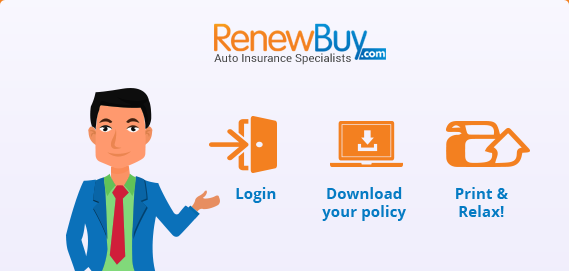 RenewBuy.com
Auto Insurance Specialists
Login
Download
your policy
Print &
Relax!